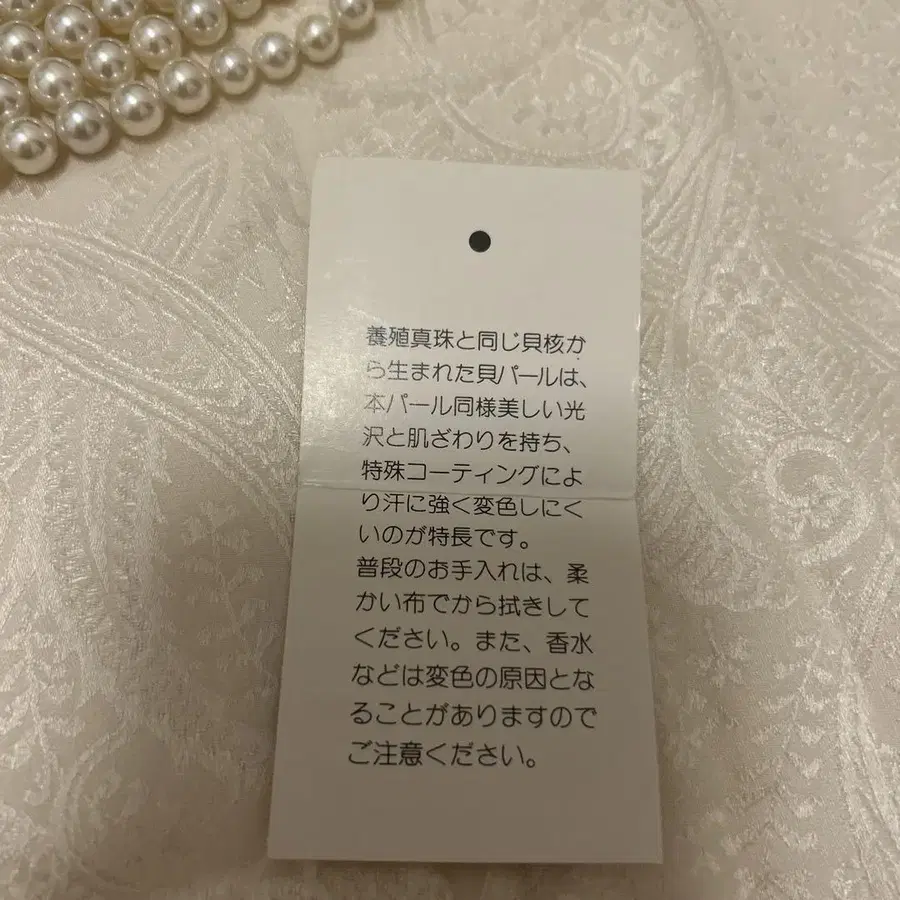 養殖真珠と同じ貝核か
ら生まれた貝パールは、
本パール同様美しい光
沢と肌ざわりを持ち、
特殊コーティングによ
り汗に強く変色しにく
いのが特長です。
普段のお手入れは、柔
かい布でから拭きして
ください。また、香水
などは変色の原因とな
ることがありますので
ご注意ください。